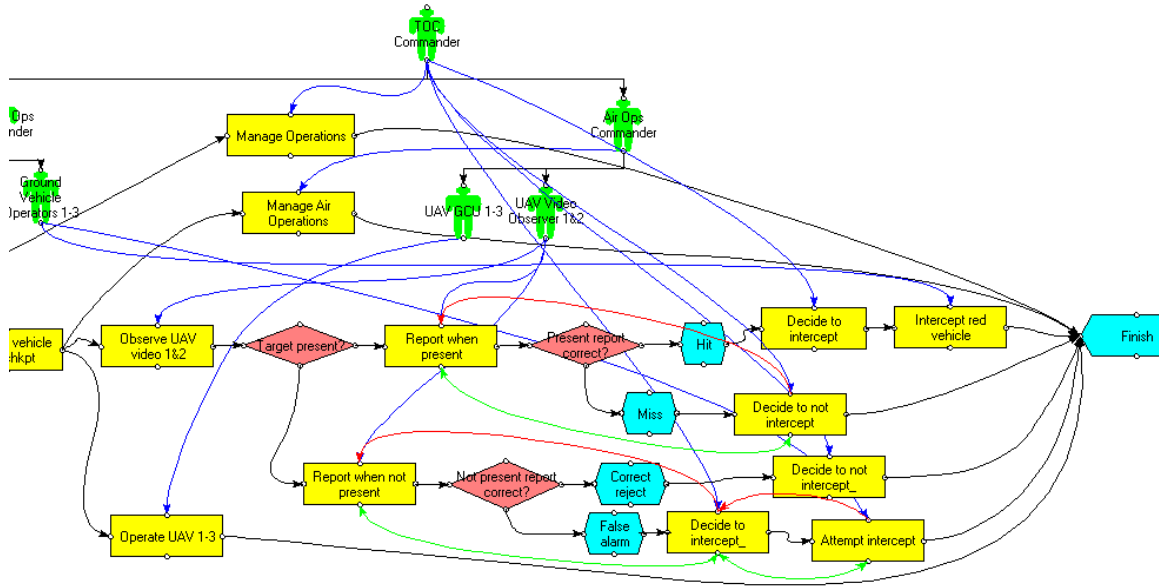 TOC
Commander
Ops
nder
Air Ops
Commander
Manage Operations
Ground
Vehicle
Operators 1-3
Manage Air
Operations
UAV GCU 1-3
UAV Video
Observer 1&2
vehicle
chkpt
Observe UAV
video 1&2
Target present?
Report when
present
Present report
correct?
Hit
Decide to
intercept
Intercept red
vehicle
Finish
Miss
Decide to not
intercept
Report when not
present
Not present report
correct?
Correct
reject
Decide to not
intercept_
Operate UAV 1-3
False
alarm
Decide to
intercept_
Attempt intercept